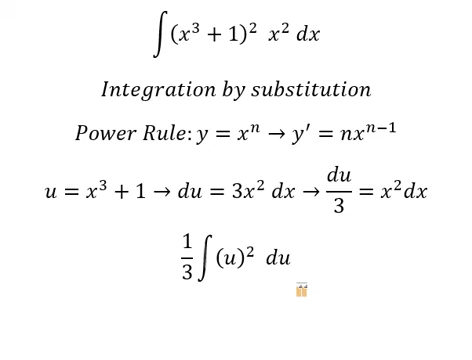 ∫(x³ + 1)² x² dx
Integration by substitution
Power Rule: y = xⁿ → y′ = nxⁿ⁻¹
u = x³ + 1 → du = 3x² dx → du/3 = x²dx
1/3 ∫(u)² du